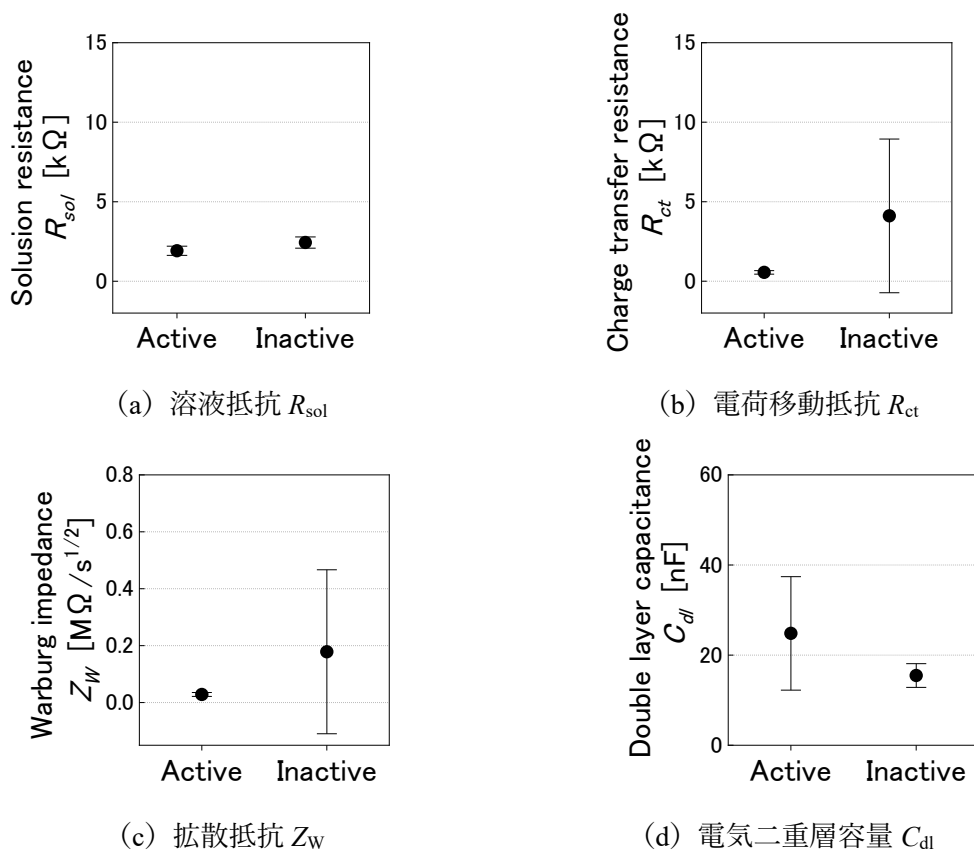 Solusion resistance
R_sol [kΩ]
15
10
5
0
Active Inactive
(a) 溶液抵抗 R_sol
Charge transfer resistance
R_ct [kΩ]
15
10
5
0
Active Inactive
(b) 電荷移動抵抗 R_ct
Warburg impedance
Z_W [MΩ/s^1/2]
0.8
0.6
0.4
0.2
0.0
Active Inactive
(c) 拡散抵抗 Z_W
Double layer capacitance
C_dl [nF]
60
40
20
0
Active Inactive
(d) 電気二重層容量 C_dl